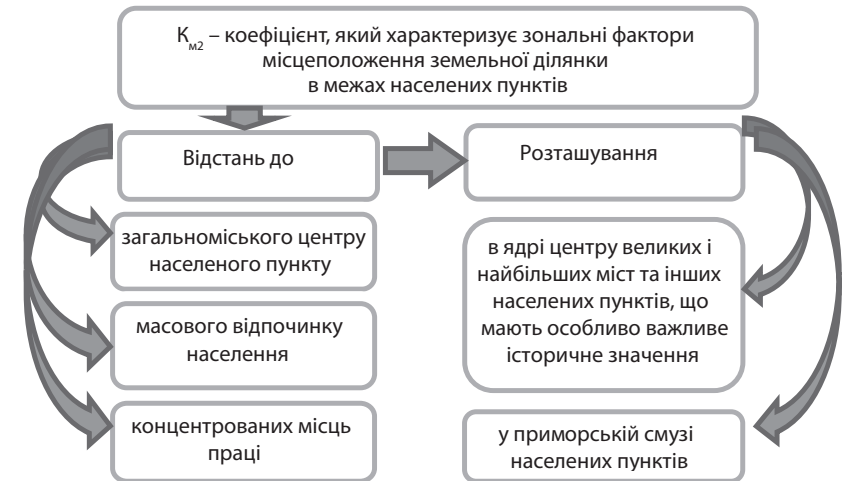 Км2 – коефіцієнт, який характеризує зональні фактори
місцеположення земельної ділянки
в межах населених пунктів
Відстань до
Розташування
загальноміського центру
населеного пункту
масового відпочинку
населення
концентрованих місць
праці
в ядрі центру великих і
найбільших міст та інших
населених пунктів, що
мають особливо важливе
історичне значення
у приморській смузі
населених пунктів